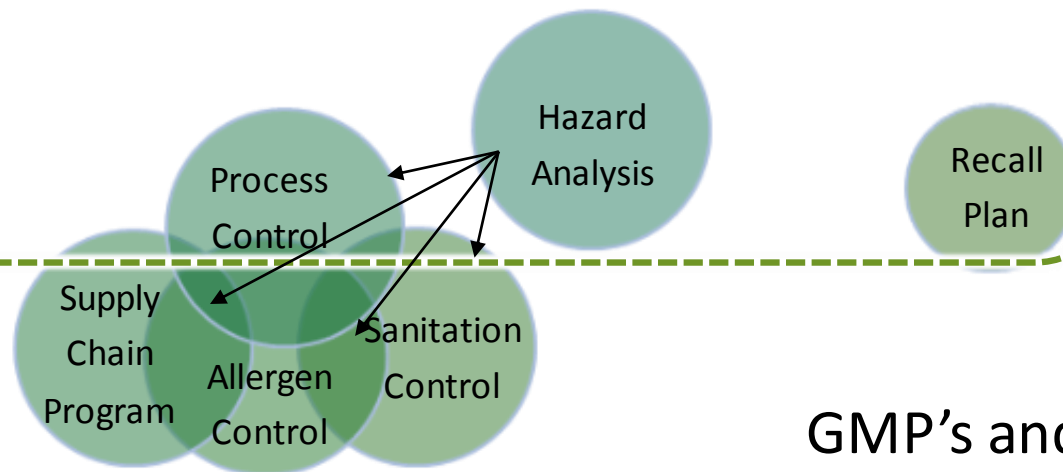 Hazard
Analysis
Recall
Plan
Process
Control
Supply
Chain
Program
Allergen
Control
Sanitation
Control
GMP's and